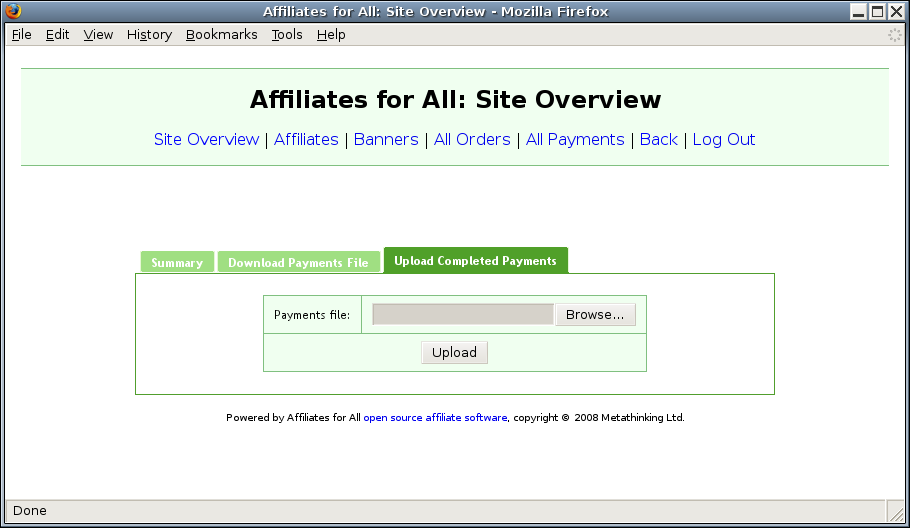 Affiliates for All: Site Overview - Mozilla Firefox
File Edit View History Bookmarks Tools Help
Affiliates for All: Site Overview
Site Overview | Affiliates | Banners | All Orders | All Payments | Back | Log Out
Summary Download Payments File Upload Completed Payments
Payments file: Browse...
Upload
Powered by Affiliates for All open source affiliate software, copyright © 2008 Metathinking Ltd.
Done